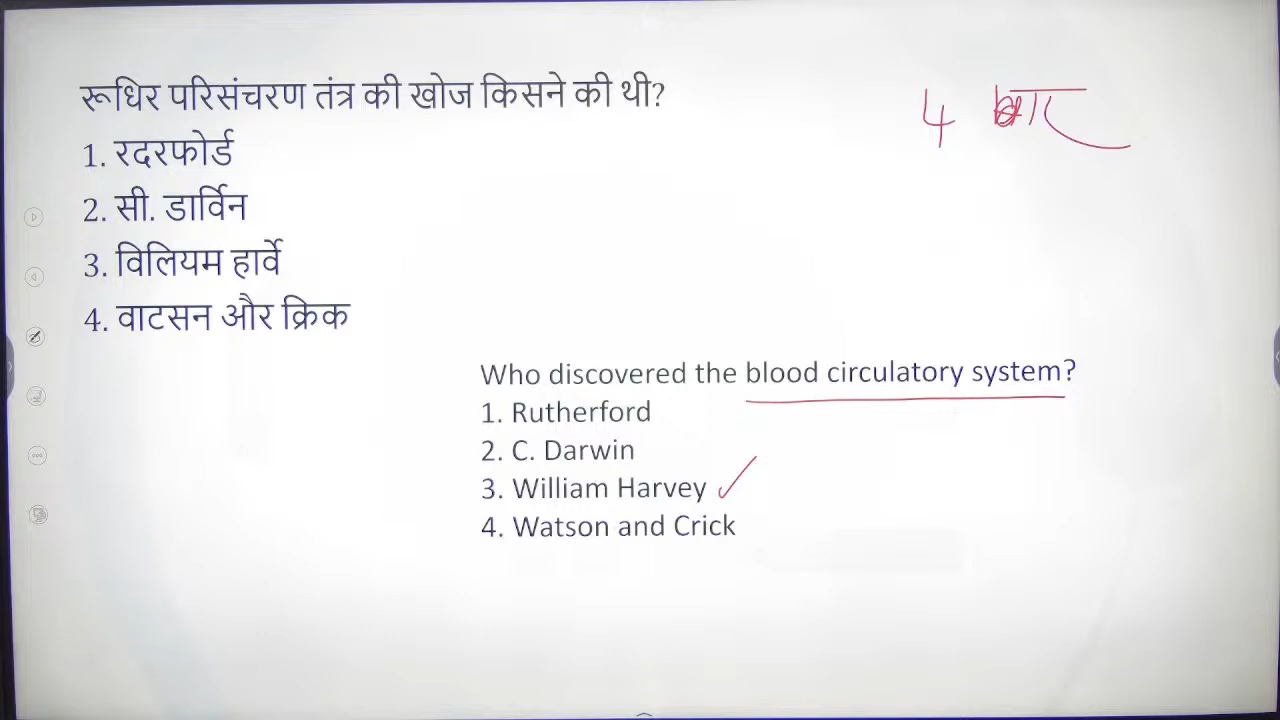 रूधिर परिसंचरण तंत्र की खोज किसने की थी?
4 बार
1. रदरफोर्ड
2. सी. डार्विन
3. विलियम हार्वे
4. वाटसन और क्रिक
Who discovered the blood circulatory system?
1. Rutherford
2. C. Darwin
3. William Harvey
4. Watson and Crick